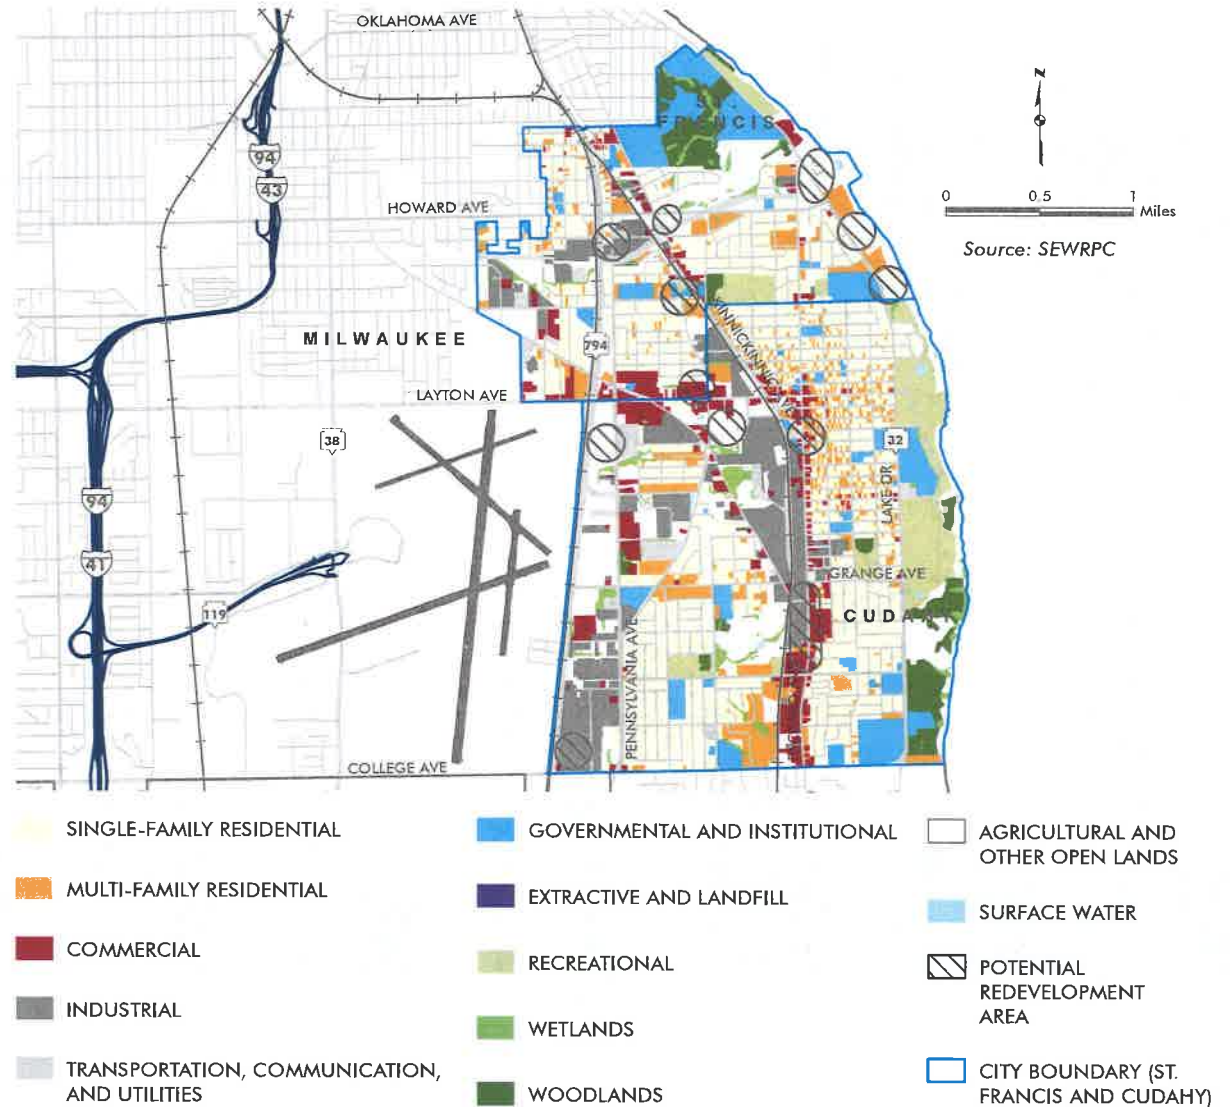 OKLAHOMA AVE
N
FRANCIS
94
43
0 0.5 1
Miles
HOWARD AVE
Source: SEWRPC
MILWAUKEE
794
KINNICKINNIC
LAYTON AVE
38
32
LAKE DR
94
41
GRANGE AVE
119
CUDA
PENNSYLVANIA AVE
COLLEGE AVE
SINGLE-FAMILY RESIDENTIAL
MULTI-FAMILY RESIDENTIAL
COMMERCIAL
INDUSTRIAL
TRANSPORTATION, COMMUNICATION,
AND UTILITIES
GOVERNMENTAL AND INSTITUTIONAL
EXTRACTIVE AND LANDFILL
RECREATIONAL
WETLANDS
WOODLANDS
AGRICULTURAL AND
OTHER OPEN LANDS
SURFACE WATER
POTENTIAL
REDEVELOPMENT
AREA
CITY BOUNDARY (ST.
FRANCIS AND CUDAHY)